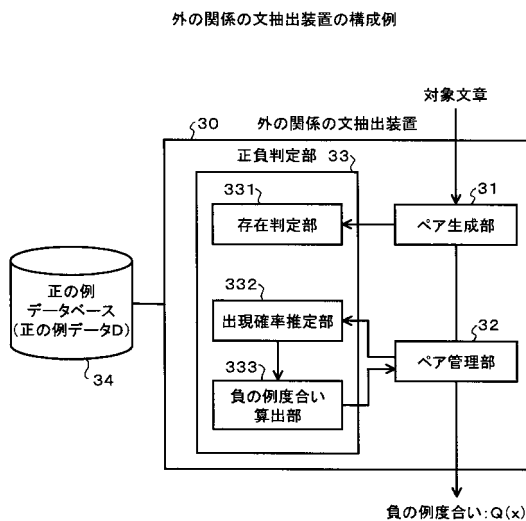 外の関係の文抽出装置の構成例
対象文章
30
外の関係の文抽出装置
正負判定部
33
331
存在判定部
31
ペア生成部
正の例
データベース
(正の例データD)
34
332
出現確率推定部
32
ペア管理部
333
負の例度合い
算出部
負の例度合い:Q(x)